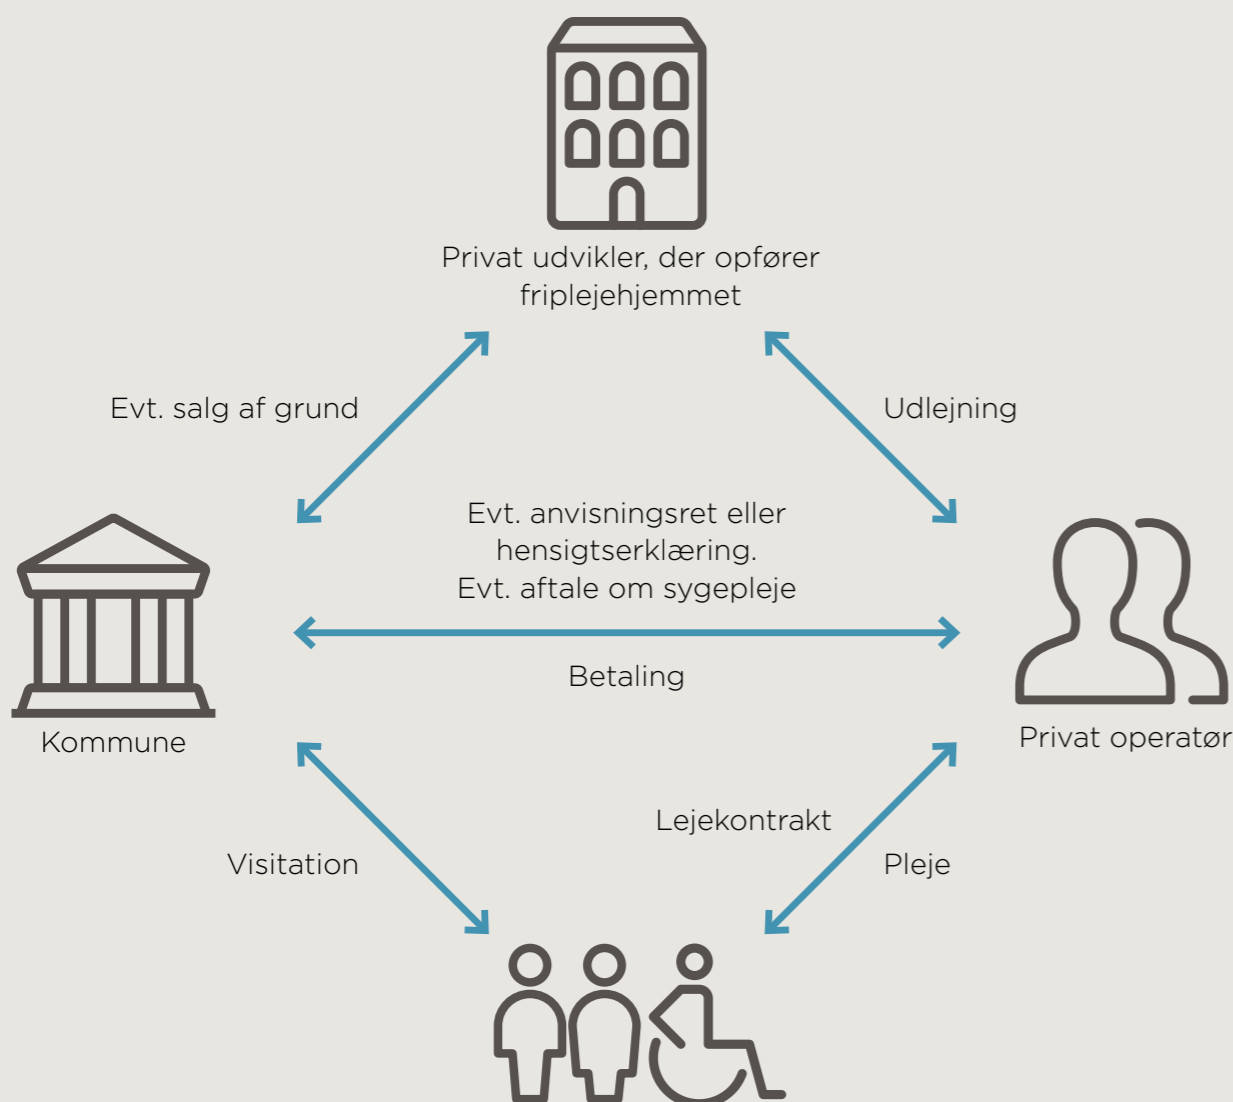 Privat udvikler, der opfører
friplejehjemmet
Evt. salg af grund
Udlejning
Evt. anvisningsret eller
hensigtserklæring.
Evt. aftale om sygepleje
Betaling
Kommune
Privat operatør
Lejekontrakt
Visitation
Pleje